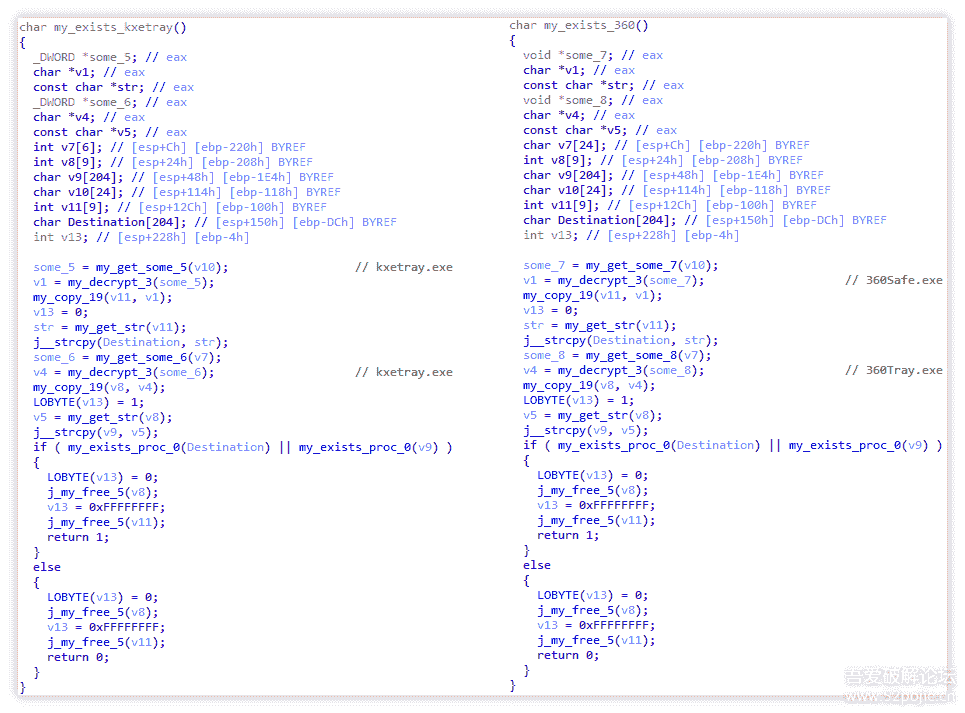 char my_exists_kxetray()
{
_DWORD *some_5; // eax
char *v1; // eax
const char *str; // eax
_DWORD *some_6; // eax
char *v4; // eax
const char *v5; // eax
int v7[6]; // [esp+Ch] [ebp-220h] BYREF
int v8[9]; // [esp+24h] [ebp-208h] BYREF
char v9[204]; // [esp+48h] [ebp-1E4h] BYREF
char v10[24]; // [esp+114h] [ebp-118h] BYREF
int v11[9]; // [esp+12Ch] [ebp-100h] BYREF
char Destination[204]; // [esp+150h] [ebp-DCh] BYREF
int v13; // [esp+228h] [ebp-4h]
some_5 = my_get_some_5(v10); // kxetray.exe
v1 = my_decrypt_3(some_5);
my_copy_19(v11, v1);
v13 = 0;
str = my_get_str(v11);
j__strcpy(Destination, str);
some_6 = my_get_some_6(v7);
v4 = my_decrypt_3(some_6); // kxetray.exe
my_copy_19(v8, v4);
LOBYTE(v13) = 1;
v5 = my_get_str(v8);
j__strcpy(v9, v5);
if ( my_exists_proc_0(Destination) || my_exists_proc_0(v9) )
{
LOBYTE(v13) = 0;
j_my_free_5(v8);
v13 = 0xFFFFFFFF;
j_my_free_5(v11);
return 1;
}
else
{
LOBYTE(v13) = 0;
j_my_free_5(v8);
v13 = 0xFFFFFFFF;
j_my_free_5(v11);
return 0;
}
}
char my_exists_360()
{
void *some_7; // eax
char *v1; // eax
const char *str; // eax
void *some_8; // eax
char *v4; // eax
const char *v5; // eax
char v7[24]; // [esp+Ch] [ebp-220h] BYREF
int v8[9]; // [esp+24h] [ebp-208h] BYREF
char v9[204]; // [esp+48h] [ebp-1E4h] BYREF
char v10[24]; // [esp+114h] [ebp-118h] BYREF
int v11[9]; // [esp+12Ch] [ebp-100h] BYREF
char Destination[204]; // [esp+150h] [ebp-DCh] BYREF
int v13; // [esp+228h] [ebp-4h]
some_7 = my_get_some_7(v10);
v1 = my_decrypt_3(some_7); // 360Safe.exe
my_copy_19(v11, v1);
v13 = 0;
str = my_get_str(v11);
j__strcpy(Destination, str);
some_8 = my_get_some_8(v7);
v4 = my_decrypt_3(some_8); // 360Tray.exe
my_copy_19(v8, v4);
LOBYTE(v13) = 1;
v5 = my_get_str(v8);
j__strcpy(v9, v5);
if ( my_exists_proc_0(Destination) || my_exists_proc_0(v9) )
{
LOBYTE(v13) = 0;
j_my_free_5(v8);
v13 = 0xFFFFFFFF;
j_my_free_5(v11);
return 1;
}
else
{
LOBYTE(v13) = 0;
j_my_free_5(v8);
v13 = 0xFFFFFFFF;
j_my_free_5(v11);
return 0;
}
}
吾爱破解论坛
www.52pojie.cn